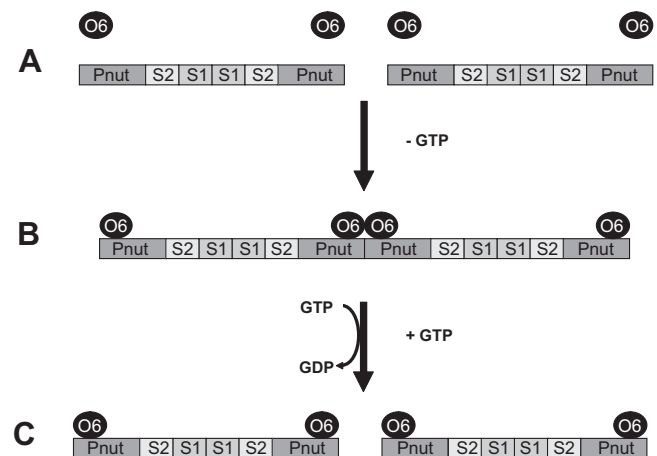 O6 O6 O6 O6
A
Pnut S2 S1 S1 S2 Pnut Pnut S2 S1 S1 S2 Pnut
- GTP
B
O6 O6 O6 O6
Pnut S2 S1 S1 S2 Pnut Pnut S2 S1 S1 S2 Pnut
GTP
+ GTP
GDP
C
O6 O6 O6 O6
Pnut S2 S1 S1 S2 Pnut Pnut S2 S1 S1 S2 Pnut